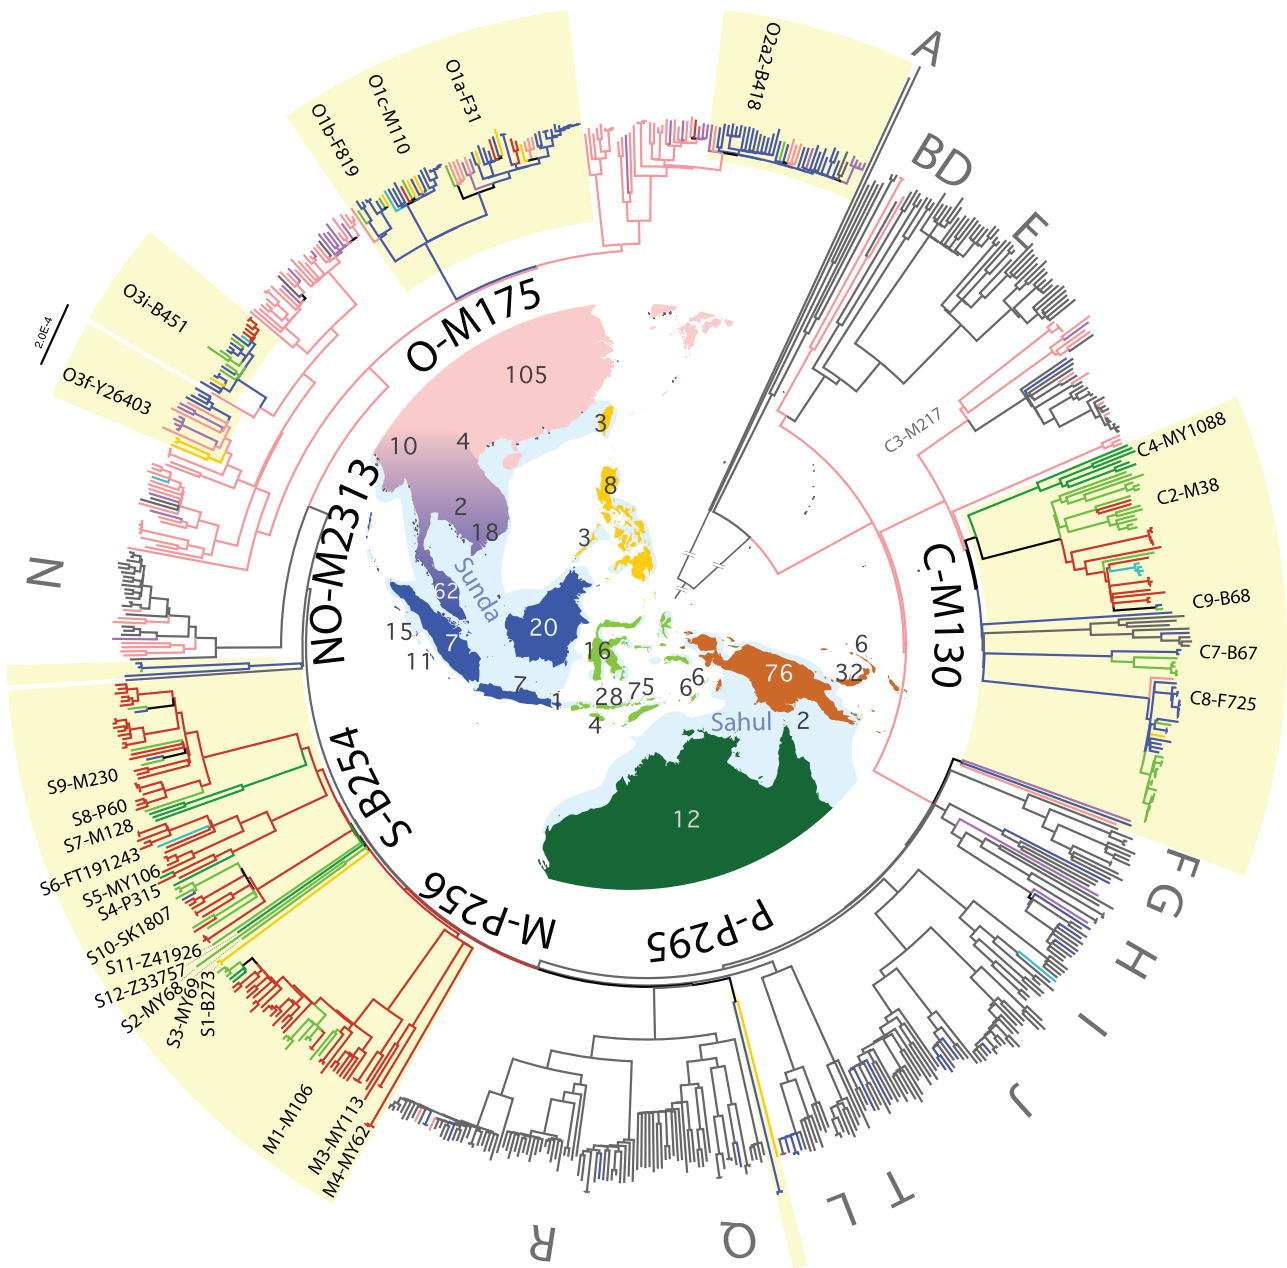 A
BD
E
O2a2-B418
O1a-F31
O1c-M110
O1b-F819
O3i-B451
O3f-Y26403
2.0E-4
O-M175
NO-M2313
N
S-B254
M-P256
P-P295
C-M130
C3-M217
C4-MY1088
C2-M38
C9-B68
C7-B67
C8-F725
F
G
H
I
J
T
L
Q
R
S9-M230
S8-P60
S7-M128
S6-FT191243
S5-MY106
S4-P315
S10-SK1807
S11-Z41926
S12-Z33757
S2-MY68
S3-MY69
S1-B273
M1-M106
M3-MY113
M4-MY62
105
3
10
4
8
2
18
3
Sunda
62
15
7
20
11
16
6
76
32
7
1
28
75
6
6
4
Sahul
2
12